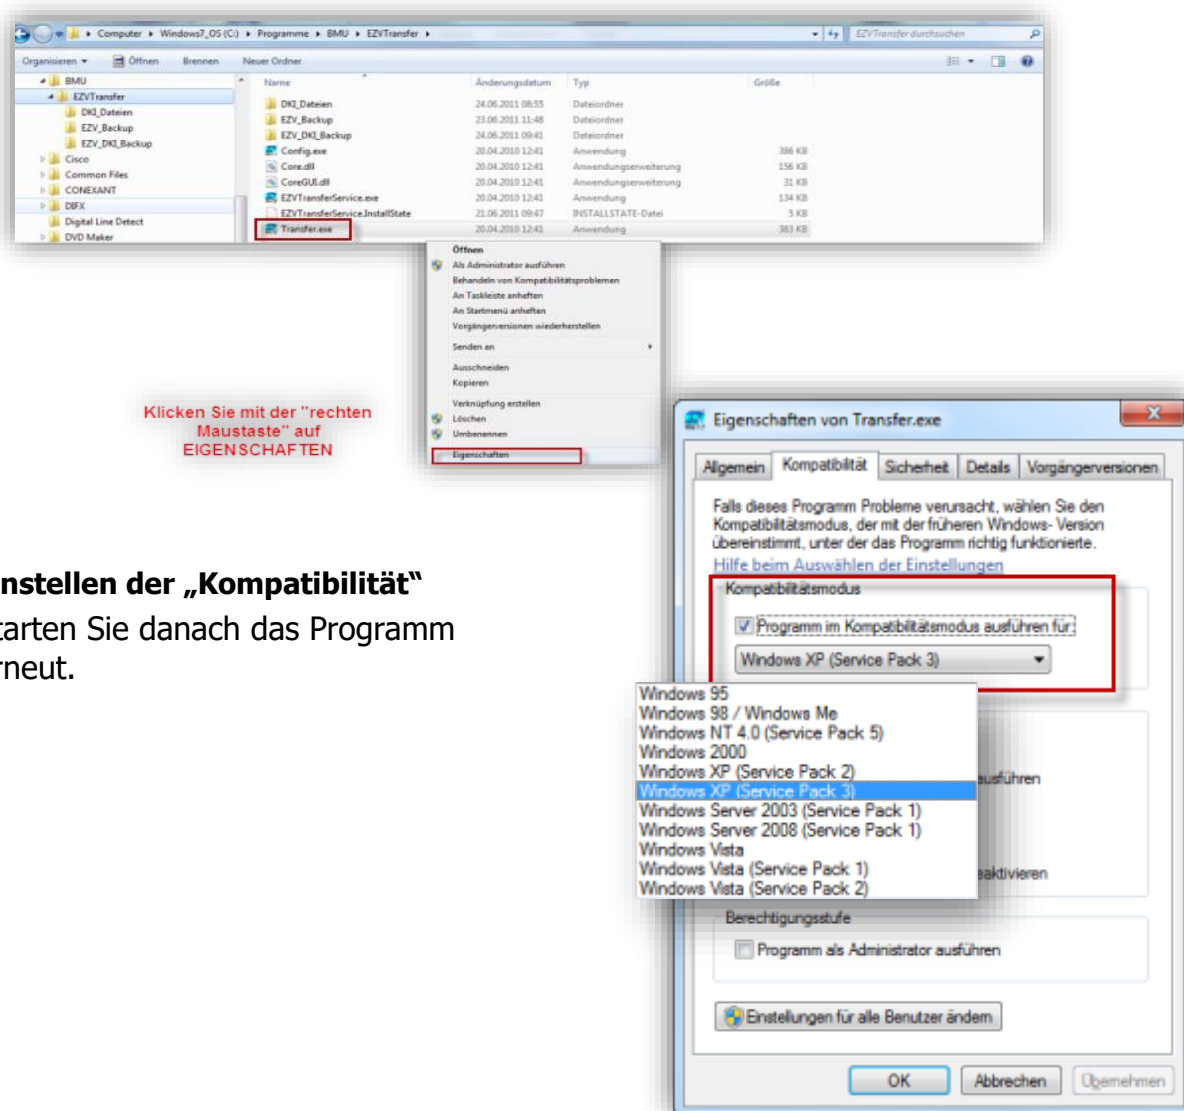 Computer ▸ Windows7_OS (C:) ▸ Programme ▸ BMU ▸ EZVTransfer ▸
EZVTransfer durchsuchen
Organisieren Öffnen Brennen Neuer Ordner
BMU
EZVTransfer
DKI_Dateien
EZV_Backup
EZV_DKI_Backup
Cisco
Common Files
CONEXANT
DIFX
Digital Line Detect
DVD Maker
Name Änderungsdatum Typ Größe
DKI_Dateien 24.06.2011 08:55 Dateiordner
EZV_Backup 23.06.2011 11:48 Dateiordner
EZV_DKI_Backup 24.06.2011 09:41 Dateiordner
Config.exe 20.04.2010 12:41 Anwendung 386 KB
Core.dll 20.04.2010 12:41 Anwendungserweiterung 156 KB
CoreGUI.dll 20.04.2010 12:41 Anwendungserweiterung 31 KB
EZVTransferService.exe 20.04.2010 12:41 Anwendung 134 KB
EZVTransferService.InstallState 21.06.2011 09:47 INSTALLSTATE-Datei 5 KB
Transfer.exe 20.04.2010 12:41 Anwendung 383 KB
Öffnen
Als Administrator ausführen
Behandeln von Kompatibilitätsproblemen
An Taskleiste anheften
An Startmenü anheften
Vorgängerversionen wiederherstellen
Senden an
Ausschneiden
Kopieren
Verknüpfung erstellen
Löschen
Umbenennen
Eigenschaften
Klicken Sie mit der "rechten
Maustaste" auf
EIGENSCHAFTEN
nstellen der „Kompatibilität“
tarten Sie danach das Programm
rneut.
Eigenschaften von Transfer.exe
Allgemein Kompatibilität Sicherheit Details Vorgängerversionen
Falls dieses Programm Probleme verursacht, wählen Sie den
Kompatibilitätsmodus, der mit der früheren Windows- Version
übereinstimmt, unter der das Programm richtig funktionierte.
Hilfe beim Auswählen der Einstellungen
Kompatibilitätsmodus
Programm im Kompatibilitätsmodus ausführen für:
Windows XP (Service Pack 3)
Windows 95
Windows 98 / Windows Me
Windows NT 4.0 (Service Pack 5)
Windows 2000
Windows XP (Service Pack 2)
Windows XP (Service Pack 3)
Windows Server 2003 (Service Pack 1)
Windows Server 2008 (Service Pack 1)
Windows Vista
Windows Vista (Service Pack 1)
Windows Vista (Service Pack 2)
ausführen
eaktivieren
Berechtigungsstufe
Programm als Administrator ausführen
Einstellungen für alle Benutzer ändern
OK Abbrechen Übernehmen